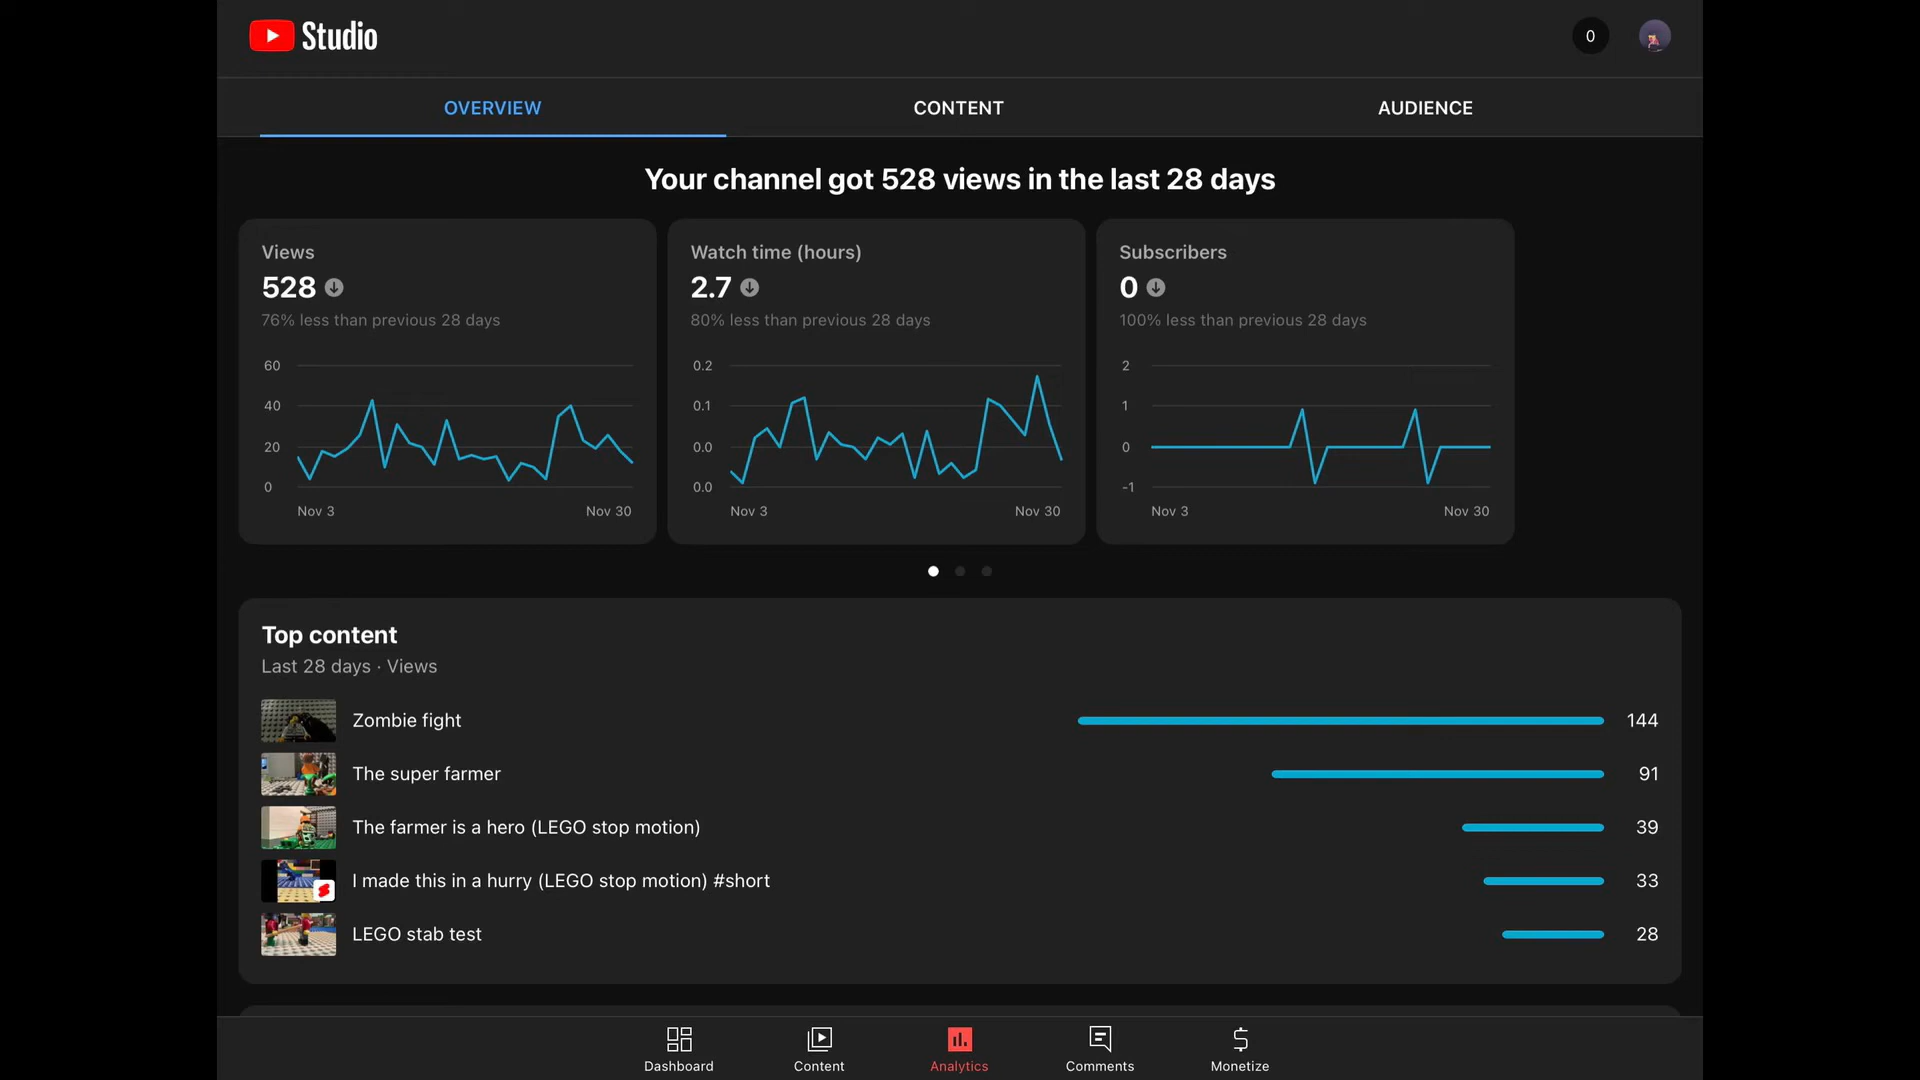 Studio
0
OVERVIEW
CONTENT
AUDIENCE
Your channel got 528 views in the last 28 days
Views
528
76% less than previous 28 days
60
40
20
0
Nov 3
Nov 30
Watch time (hours)
2.7
80% less than previous 28 days
0.2
0.1
0.0
0.0
Nov 3
Nov 30
Subscribers
0
100% less than previous 28 days
2
1
0
-1
Nov 3
Nov 30
Top content
Last 28 days · Views
Zombie fight
144
The super farmer
91
The farmer is a hero (LEGO stop motion)
39
I made this in a hurry (LEGO stop motion) #short
33
LEGO stab test
28
Dashboard
Content
Analytics
Comments
Monetize